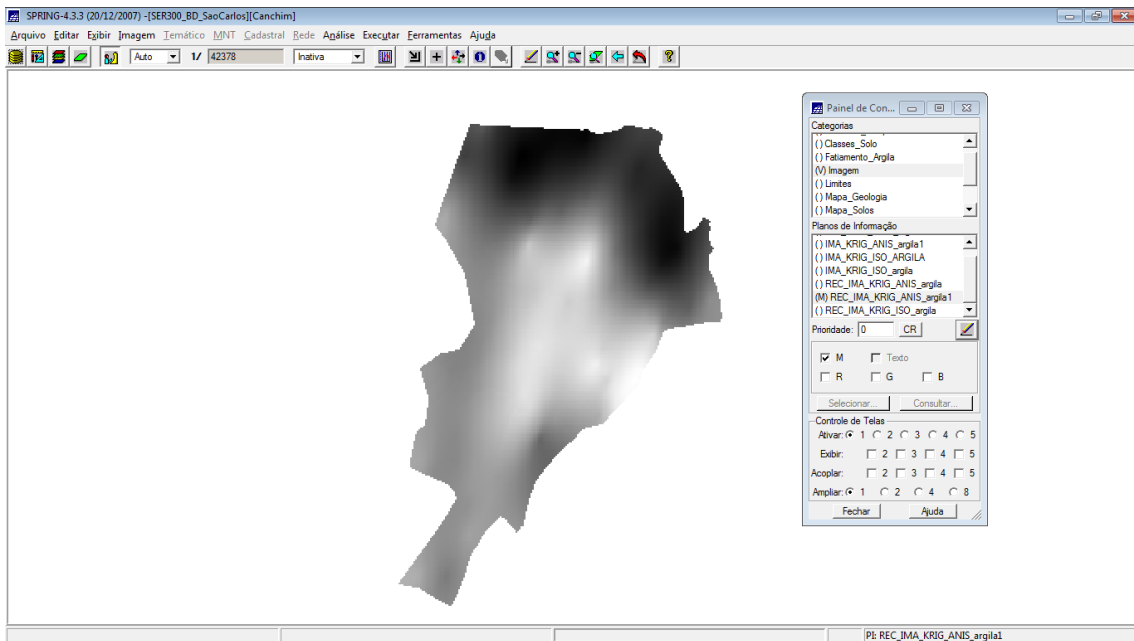 SPRING-4.3.3 (20/12/2007) -[SER300_BD_SaoCarlos][Canchim]
Arquivo Editar Exibir Imagem Temático MNT Cadastral Rede Análise Executar Ferramentas Ajuda
Auto 1/ 42378 Inativa
Painel de Con...
Categorias
() Classes_Solo
() Fatiamento_Argila
(V) Imagem
() Limites
() Mapa_Geologia
() Mapa_Solos
Planos de Informação
() IMA_KRIG_ANIS_argila1
() IMA_KRIG_ISO_ARGILA
() IMA_KRIG_ISO_argila
() REC_IMA_KRIG_ANIS_argila
(M) REC_IMA_KRIG_ANIS_argila1
() REC_IMA_KRIG_ISO_argila
Prioridade: 0 CR
M Texto
R G B
Selecionar... Consultar...
Controle de Telas
Ativar: 1 2 3 4 5
Exibir: 2 3 4 5
Acoplar: 2 3 4 5
Ampliar: 1 2 4 8
Fechar Ajuda
PI: REC_IMA_KRIG_ANIS_argila1